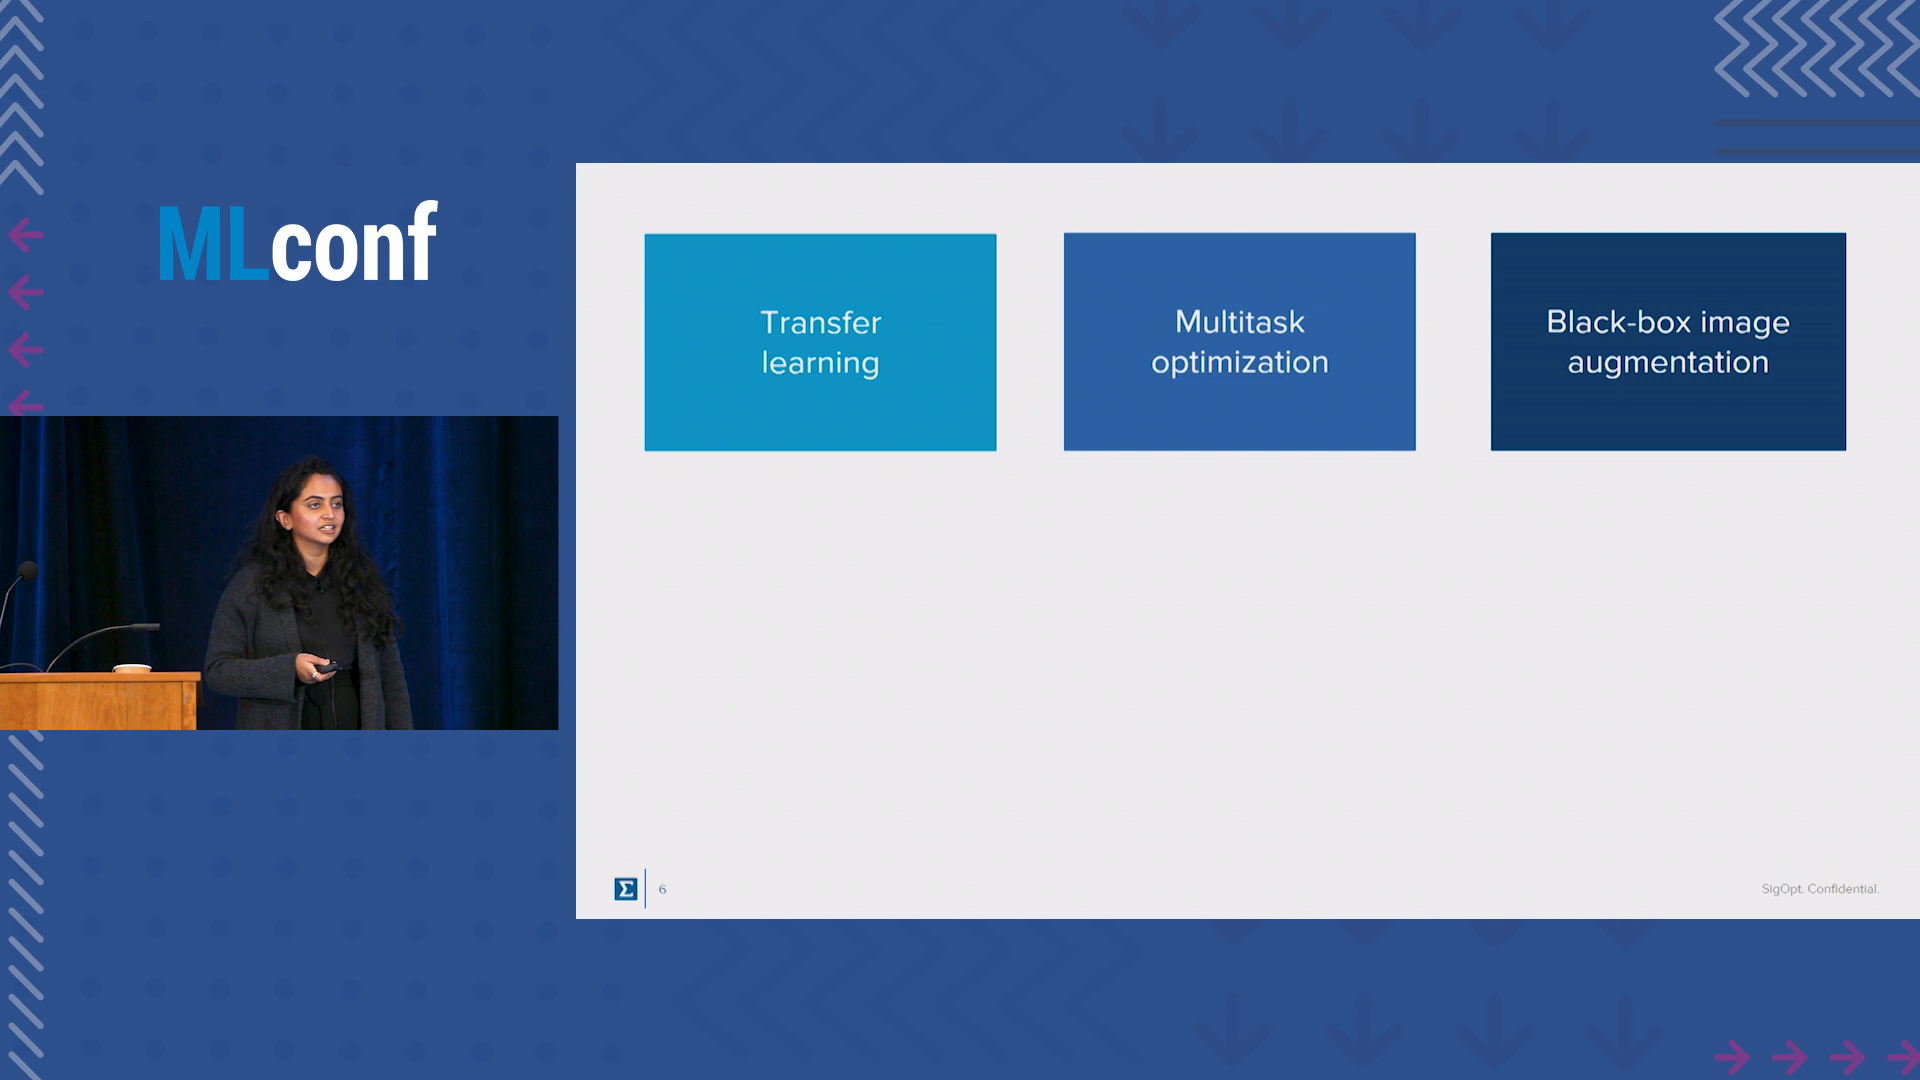 MLconf
Transfer
learning
Multitask
optimization
Black-box image
augmentation
Σ
6
SigOpt. Confidential.